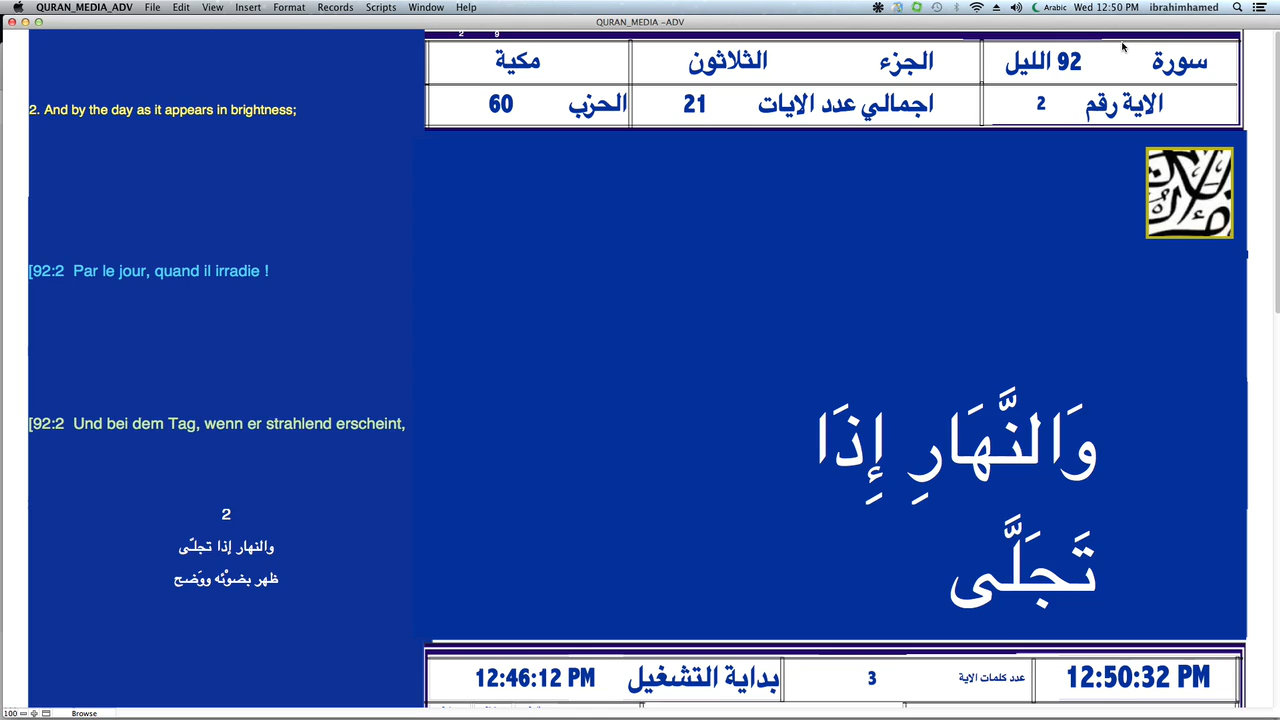 QURAN_MEDIA_ADV File Edit View Insert Format Records Scripts Window Help Arabic Wed 12:50 PM ibrahimhamed
QURAN_MEDIA -ADV
2 9
سورة 92 الليل الجزء الثلاثون مكية
الاية رقم 2 اجمالي عدد الايات 21 الحزب 60
2. And by the day as it appears in brightness;
[92:2 Par le jour, quand il irradie !
[92:2 Und bei dem Tag, wenn er strahlend erscheint,
وَالنَّهَارِ إِذَا
تَجَلَّى
2
والنهار إذا تجلّى
ظهر بضوْئه ووَضح
12:50:32 PM عدد كلمات الاية 3 بداية التشغيل 12:46:12 PM
100 Browse